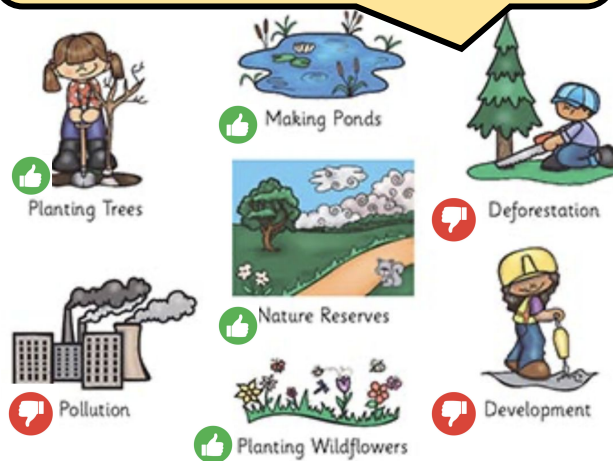 Making Ponds
Planting Trees
Deforestation
Nature Reserves
Pollution
Development
Planting Wildflowers